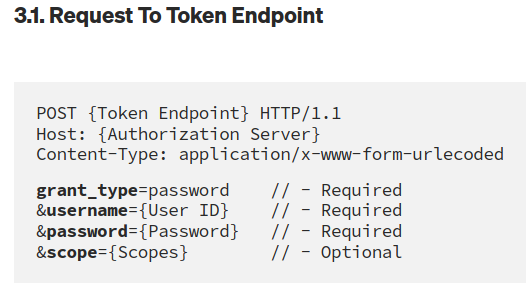 3.1. Request To Token Endpoint
POST {Token Endpoint} HTTP/1.1
Host: {Authorization Server}
Content-Type: application/x-www-form-urlecoded
grant_type=password // - Required
&username={User ID} // - Required
&password={Password} // - Required
&scope={Scopes} // - Optional